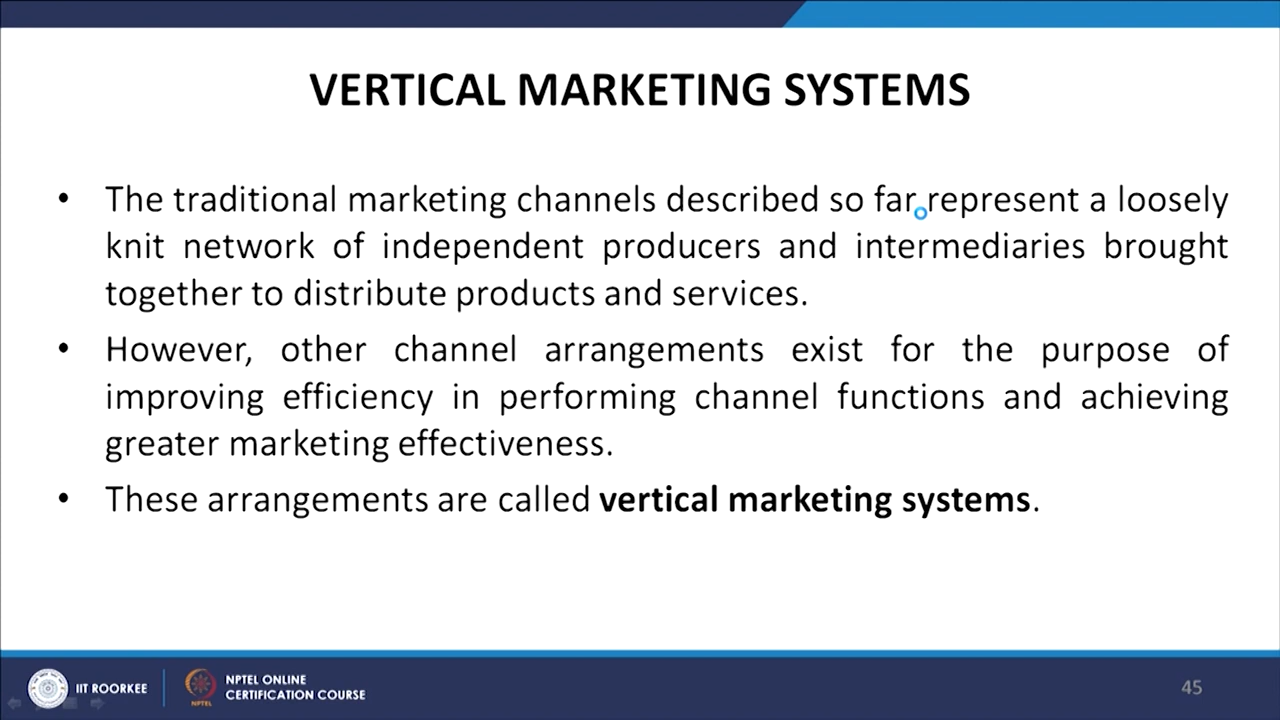 VERTICAL MARKETING SYSTEMS
• The traditional marketing channels described so far represent a loosely
knit network of independent producers and intermediaries brought
together to distribute products and services.
• However, other channel arrangements exist for the purpose of
improving efficiency in performing channel functions and achieving
greater marketing effectiveness.
• These arrangements are called vertical marketing systems.
IIT ROORKEE
NPTEL
NPTEL ONLINE
CERTIFICATION COURSE
45